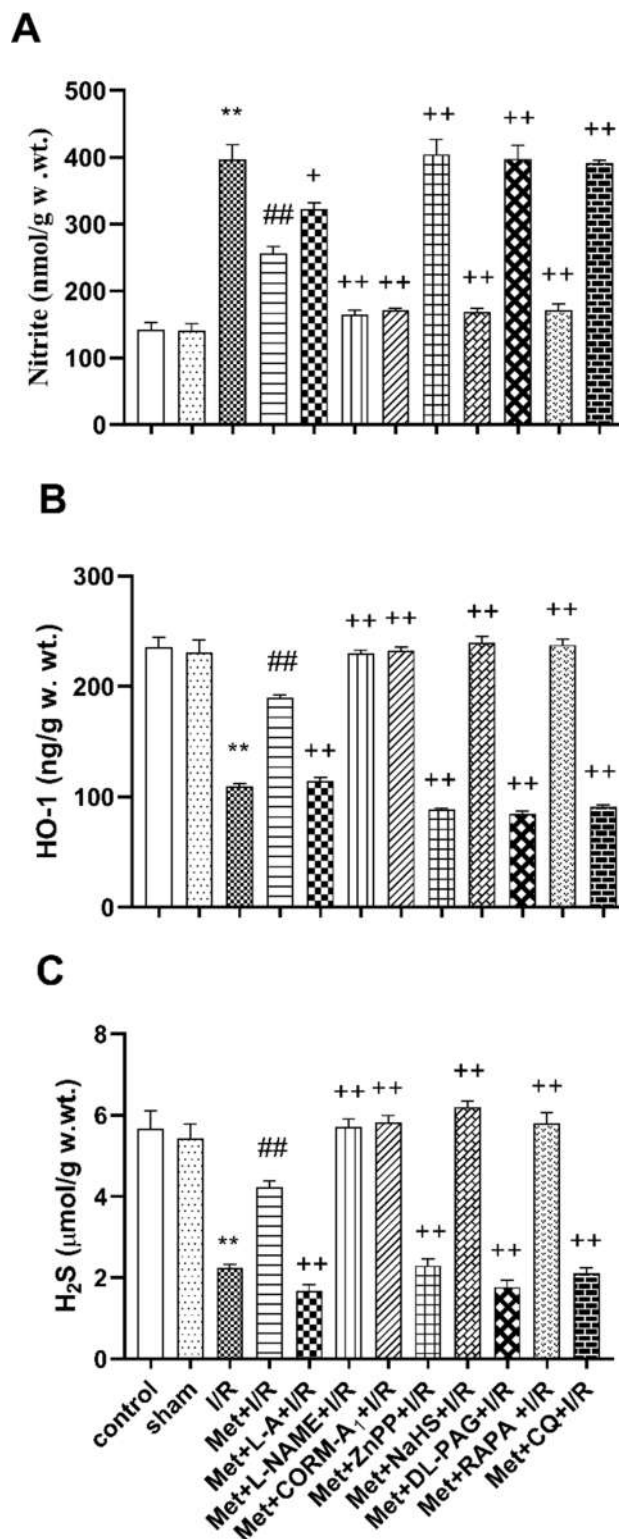 A
Nitrite (nmol/g w .wt.)
500
400
300
200
100
0
**
##
+
++
++
++
++
++
++
++
B
HO-1 (ng/g w. wt.)
300
200
100
0
**
##
++
++
++
++
++
++
++
++
C
H₂S (μmol/g w.wt.)
8
6
4
2
0
**
##
++
++
++
++
++
++
++
++
control
sham
I/R
Met+I/R
Met+L-A+I/R
Met+L-NAME+I/R
Met+CORM-A₁+I/R
Met+ZnPP+I/R
Met+NaHS+I/R
Met+DL-PAG+I/R
Met+RAPA +I/R
Met+CQ+I/R